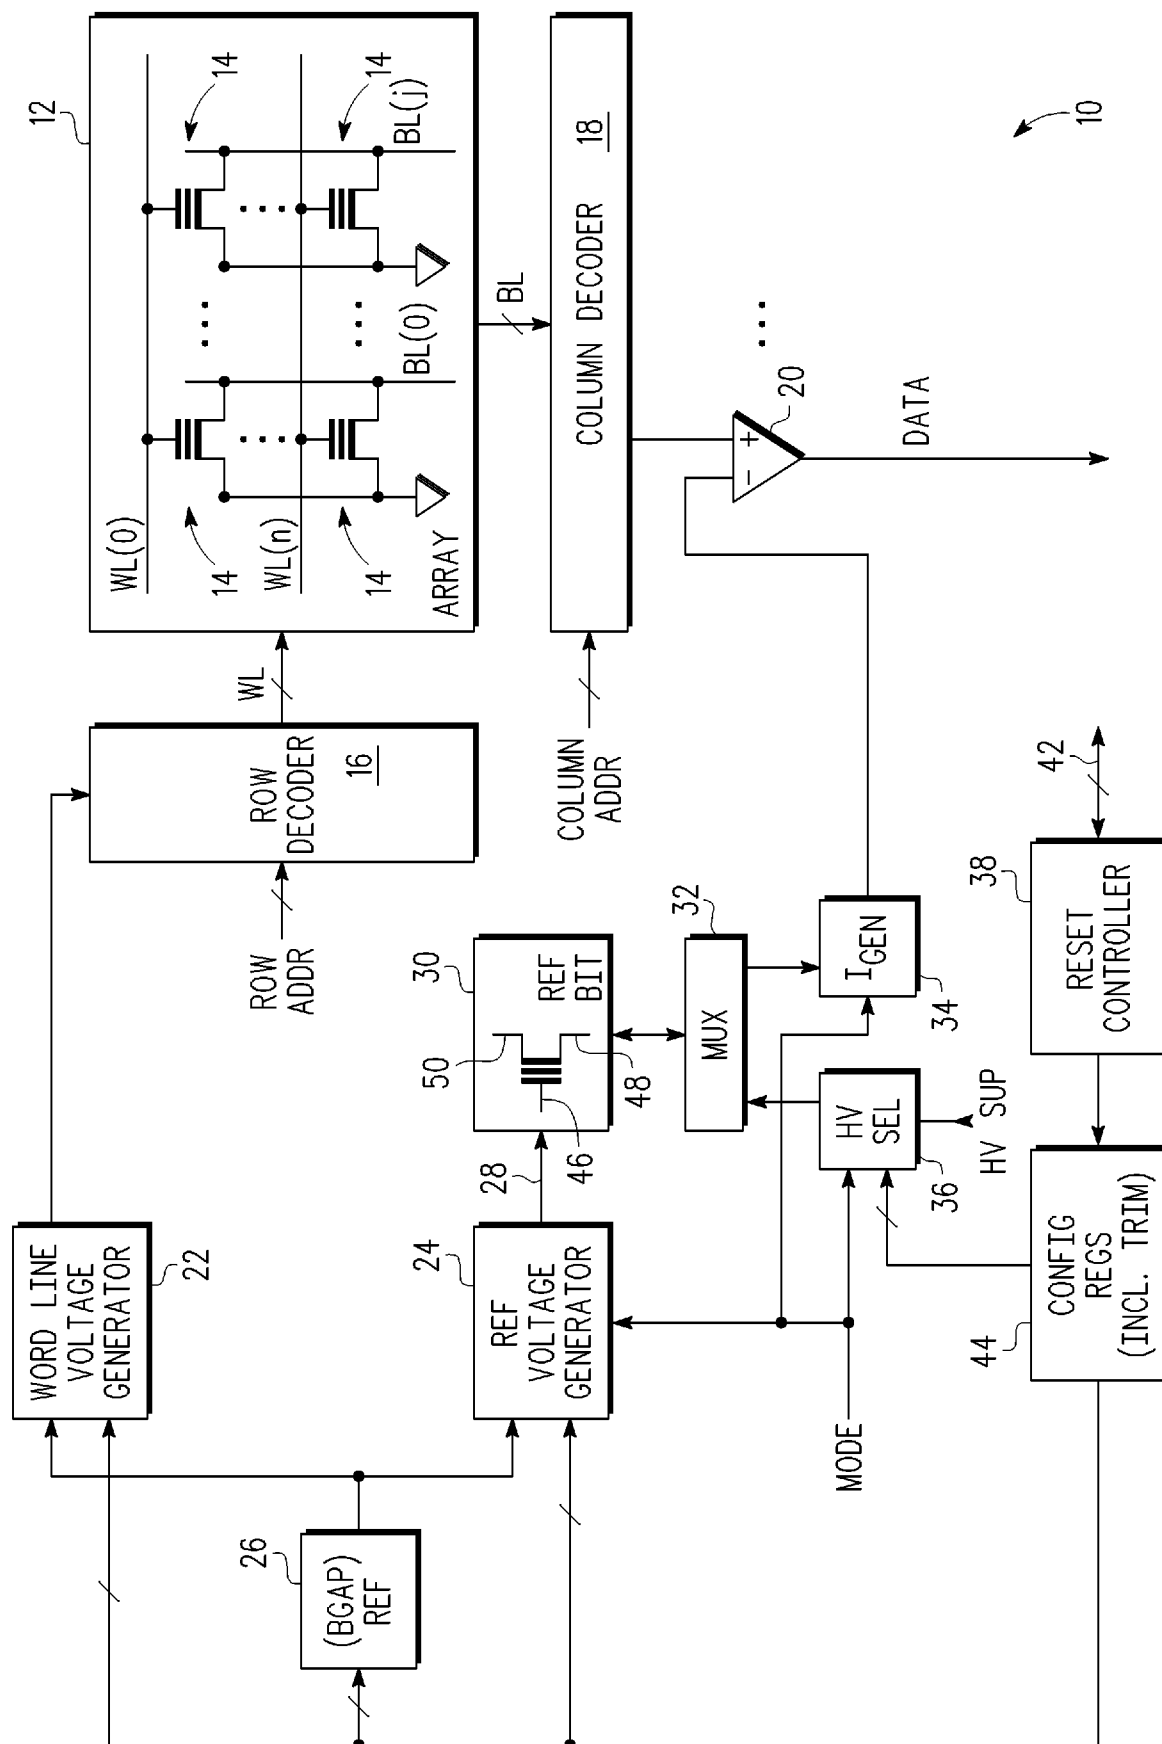 12
WL(0)
14
14
WL(n)
14
14
BL(j)
BL(0)
ARRAY
WL
ROW
DECODER
16
ROW
ADDR
BL
COLUMN DECODER
18
COLUMN
ADDR
WORD LINE
VOLTAGE
GENERATOR
22
REF
VOLTAGE
GENERATOR
24
26
(BGAP)
REF
28
30
REF
BIT
50
46
48
MUX
32
IGEN
34
HV
SEL
36
HV SUP
MODE
20
DATA
10
RESET
CONTROLLER
38
42
CONFIG
REGS
(INCL. TRIM)
44
+
−